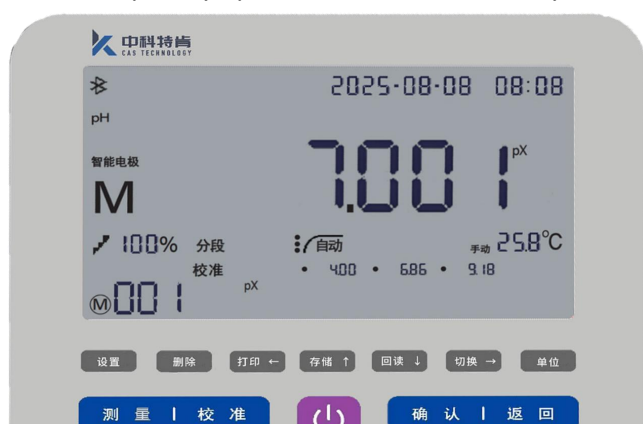 中科特肯
CAS TECHNOLOGY
2025-08-08 08:08
pH
7.001 pX
智能电极
M
100% 分段 自动 手动 25.8°C
校准 • 4.00 • 6.86 • 9.18
Ⓜ001 pX
设置 删除 打印 ← 存储 ↑ 回读 ↓ 切换 → 单位
测量 | 校准 确认 | 返回